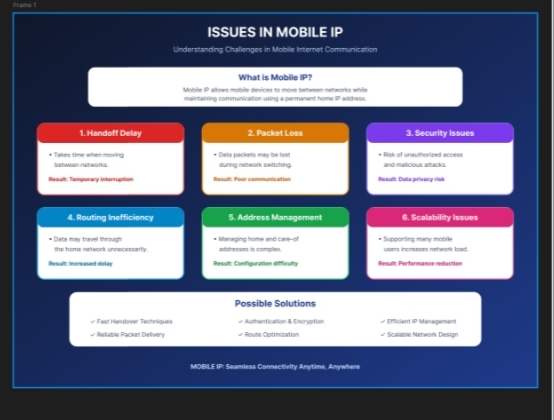 Frame 1
ISSUES IN MOBILE IP
Understanding Challenges in Mobile Internet Communication
What is Mobile IP?
Mobile IP allows mobile devices to move between networks while
maintaining communication using a permanent home IP address.
1. Handoff Delay
• Takes time when moving
between networks.
Result: Temporary interruption
2. Packet Loss
• Data packets may be lost
during network switching.
Result: Poor communication
3. Security Issues
• Risk of unauthorized access
and malicious attacks.
Result: Data privacy risk
4. Routing Inefficiency
• Data may travel through
the home network unnecessarily.
Result: Increased delay
5. Address Management
• Managing home and care-of
addresses is complex.
Result: Configuration difficulty
6. Scalability Issues
• Supporting many mobile
users increases network load.
Result: Performance reduction
Possible Solutions
✓ Fast Handover Techniques
✓ Authentication & Encryption
✓ Efficient IP Management
✓ Reliable Packet Delivery
✓ Route Optimization
✓ Scalable Network Design
MOBILE IP: Seamless Connectivity Anytime, Anywhere